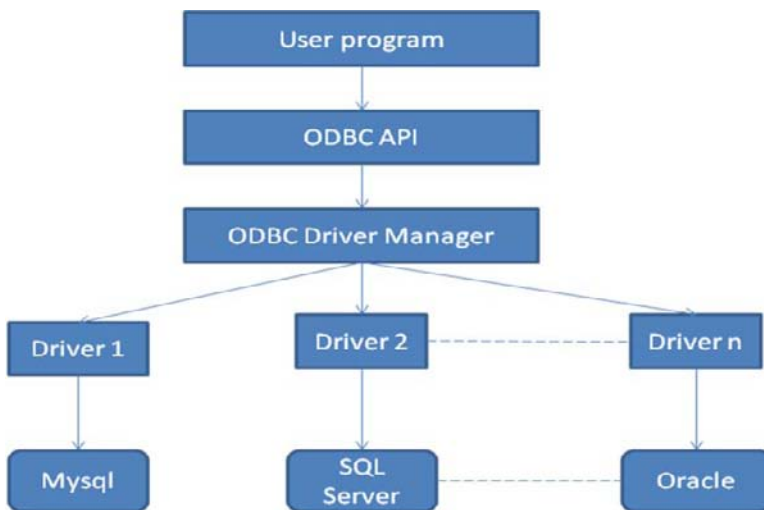 User program
ODBC API
ODBC Driver Manager
Driver 1
Driver 2
Driver n
Mysql
SQL
Server
Oracle